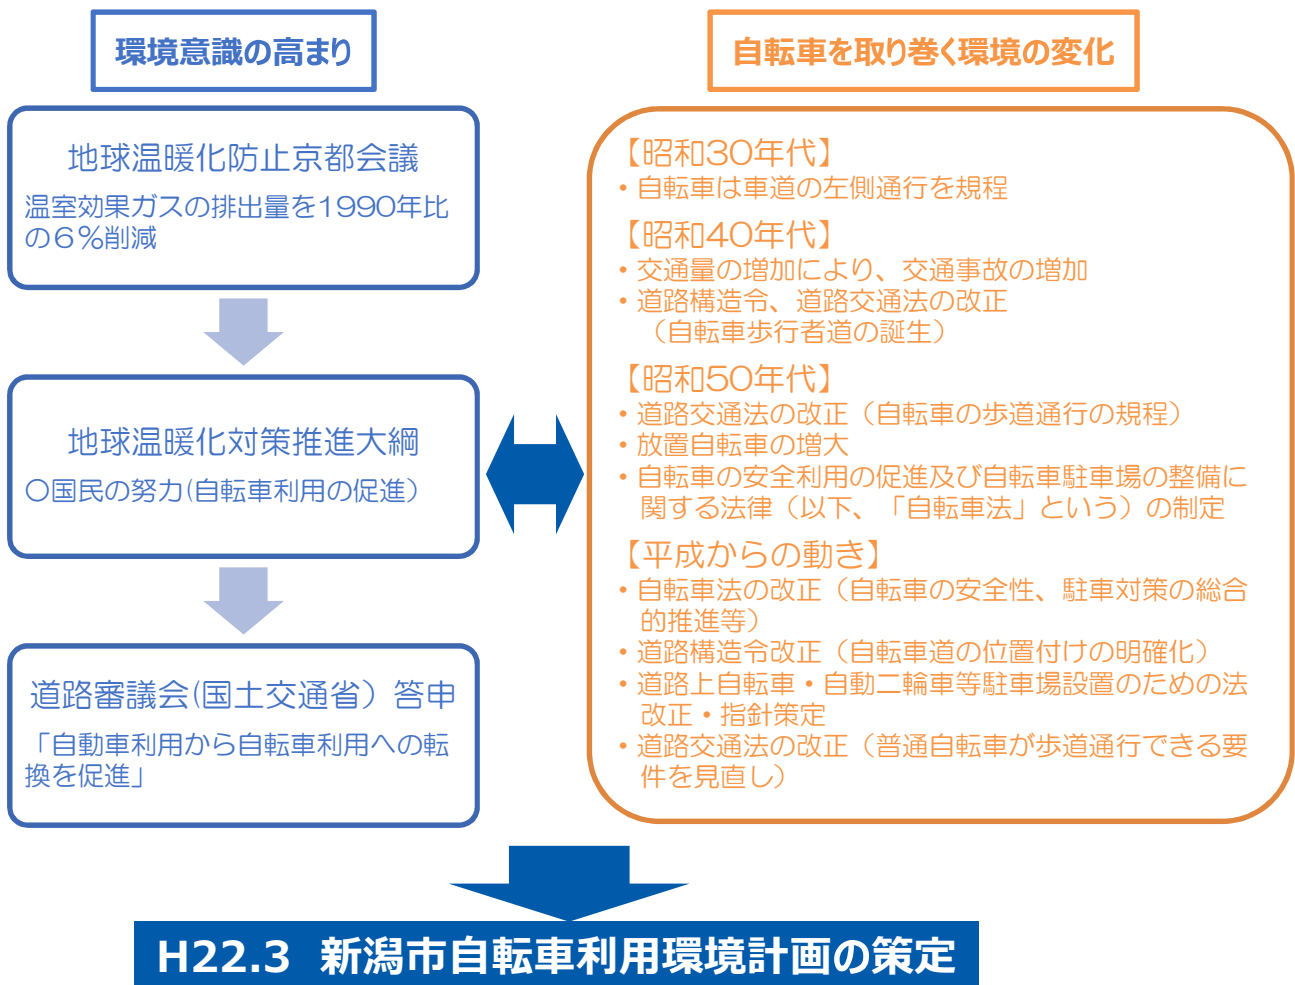 環境意識の高まり
地球温暖化防止京都会議
温室効果ガスの排出量を1990年比
の６％削減
地球温暖化対策推進大綱
〇国民の努力(自転車利用の促進）
道路審議会(国土交通省）答申
「自動車利用から自転車利用への転
換を促進」
自転車を取り巻く環境の変化
【昭和30年代】
・自転車は車道の左側通行を規程
【昭和40年代】
・交通量の増加により、交通事故の増加
・道路構造令、道路交通法の改正
（自転車歩行者道の誕生）
【昭和50年代】
・道路交通法の改正（自転車の歩道通行の規程）
・放置自転車の増大
・自転車の安全利用の促進及び自転車駐車場の整備に
関する法律（以下、「自転車法」という）の制定
【平成からの動き】
・自転車法の改正（自転車の安全性、駐車対策の総合
的推進等）
・道路構造令改正（自転車道の位置付けの明確化）
・道路上自転車・自動二輪車等駐車場設置のための法
改正・指針策定
・道路交通法の改正（普通自転車が歩道通行できる要
件を見直し）
H22.3　新潟市自転車利用環境計画の策定